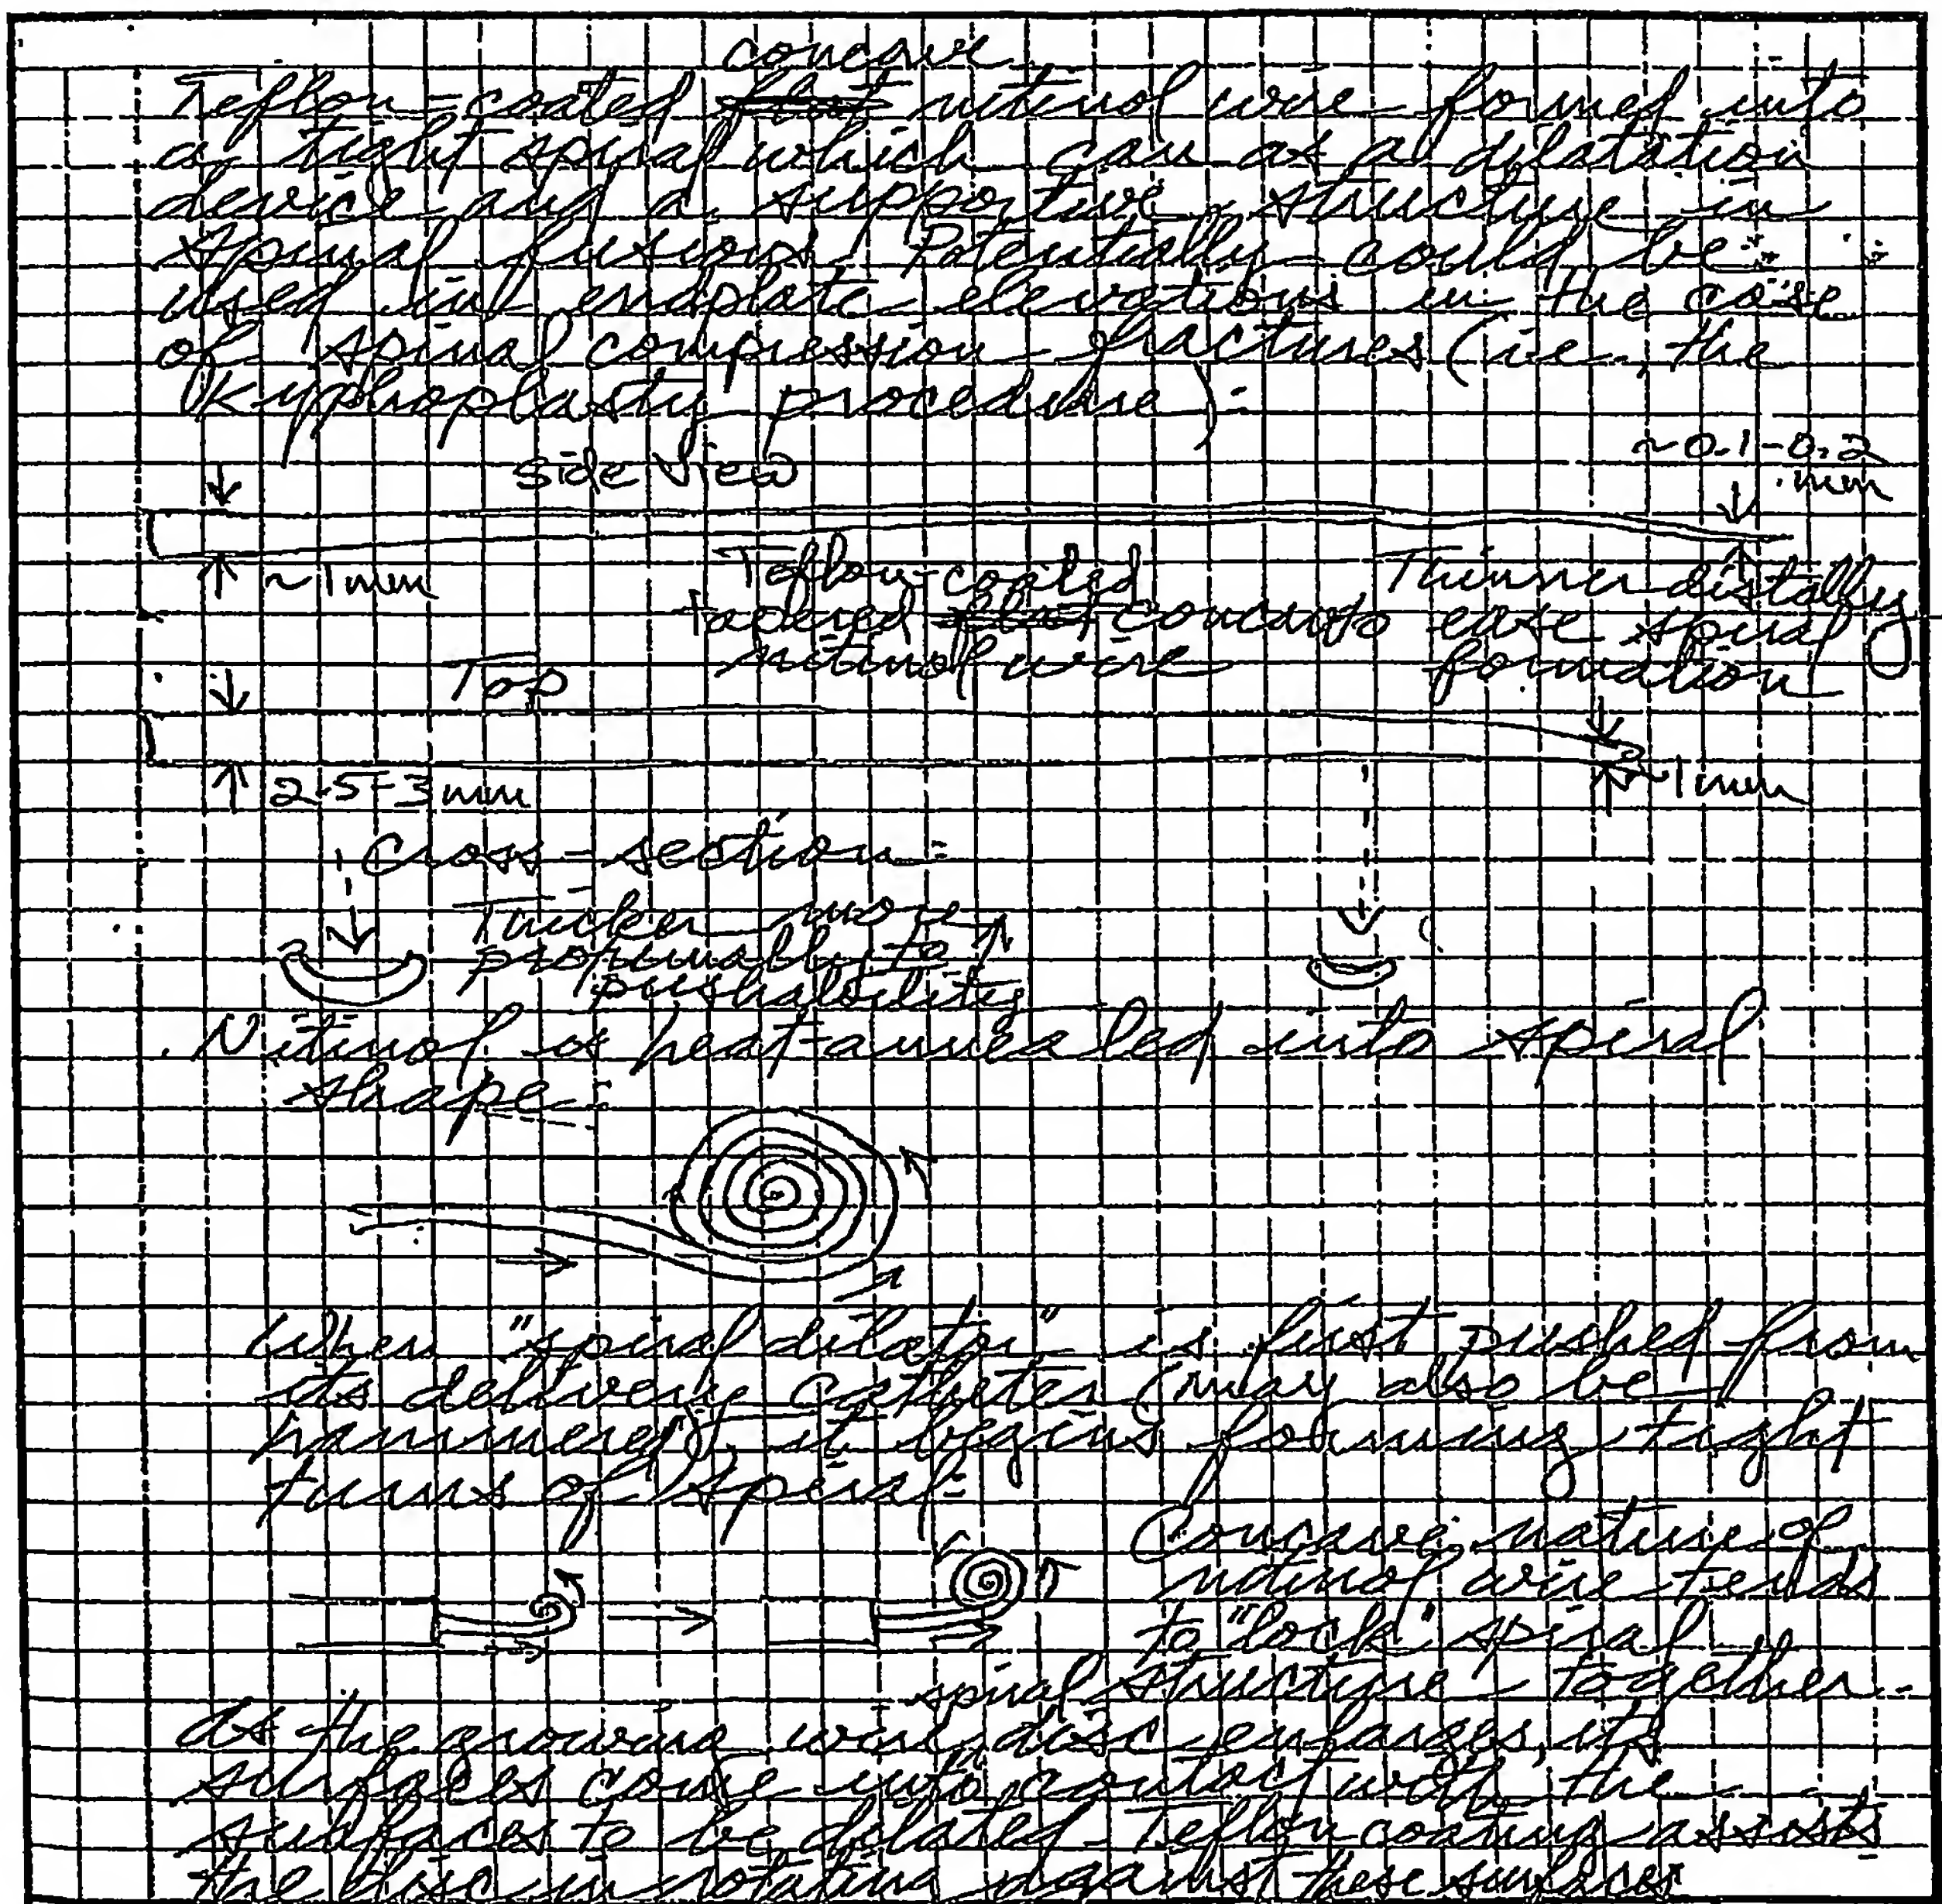 concave
Teflon-coated flat nitinol wire formed into
a tight spiral which can as a dilatation
device and a supportive structure in
spinal fusion. Potentially could be
used in endplate elevations in the case
of spinal compression fractures (ie, the
kyphoplasty procedure):
~0.1-0.2
mm
side view
~1mm
Teflon-coated
tapered flat concave
nitinol wire
Thinner distally
to ease spiral
formation
Top
2.5-3mm
~1mm
cross-section:
Thicker more
proximally to ↑
pushability
Nitinol is heat-annealed into spiral
shape:
When "spiral dilator" is first pushed from
its delivery catheter (may also be
hammered), it begins forming tight
turns of spiral:
Concave nature of
nitinol wire tends
to "lock" spiral
structure together.
spiral
As the growing wire disc enlarges, its
surfaces come into contact with the
surfaces to be dilated. Teflon coating assists
the disc in rotating against these surfaces